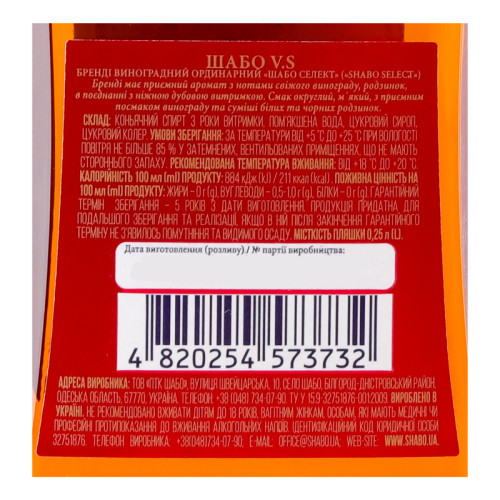 ШАБО V.S
БРЕНДІ ВИНОГРАДНИЙ ОРДИНАРНИЙ «ШАБО СЕЛЕКТ» («SHABO SELECT»)
Бренді має приємний аромат з нотами свіжого винограду, родзинок,
в поєднанні з ніжною дубовою витримкою. Смак округлий, м'який, з приємним
посмаком винограду та суміші білих та чорних родзинок.
СКЛАД: КОНЬЯЧНИЙ СПИРТ 3 РОКИ ВИТРИМКИ, ПОМ'ЯКШЕНА ВОДА, ЦУКРОВИЙ СИРОП,
ЦУКРОВИЙ КОЛЕР. УМОВИ ЗБЕРІГАННЯ: ЗА ТЕМПЕРАТУРИ ВІД +5°С ДО +25°С ПРИ ВОЛОГОСТІ
ПОВІТРЯ НЕ БІЛЬШЕ 85 % У ЗАТЕМНЕНИХ, ВЕНТИЛЬОВАНИХ ПРИМІЩЕННЯХ, ЩО НЕ МАЮТЬ
СТОРОННЬОГО ЗАПАХУ. РЕКОМЕНДОВАНА ТЕМПЕРАТУРА ВЖИВАННЯ: ВІД +18°С ДО +20°С.
КАЛОРІЙНІСТЬ 100 МЛ (ml) ПРОДУКТУ: 884 кДж (kJ) / 211 ккал (kcal). ПОЖИВНА ЦІННІСТЬ НА
100 МЛ (ml) ПРОДУКТУ: ЖИРИ – 0 г (g), ВУГЛЕВОДИ – 0,5-1,0 г (g), БІЛКИ – 0 г (g). ГАРАНТІЙНИЙ
ТЕРМІН ЗБЕРІГАННЯ – 5 РОКІВ З ДАТИ ВИГОТОВЛЕННЯ. ПРОДУКЦІЯ ПРИДАТНА ДЛЯ
ПОДАЛЬШОГО ЗБЕРІГАННЯ ТА РЕАЛІЗАЦІЇ, ЯКЩО В НІЙ ПІСЛЯ ЗАКІНЧЕННЯ ГАРАНТІЙНОГО
ТЕРМІНУ НЕ З'ЯВИЛОСЬ ПОМУТНІННЯ ТА ВИДИМОГО ОСАДУ. МІСТКІСТЬ ПЛЯШКИ 0,25 Л (L).
Дата виготовлення (розливу)./ № партії виробництва:
4 820254 573732
АДРЕСА ВИРОБНИКА: ТОВ «ПТК ШАБО», ВУЛИЦЯ ШВЕЙЦАРСЬКА, 10, СЕЛО ШАБО, БІЛГОРОД-ДНІСТРОВСЬКИЙ РАЙОН,
ОДЕСЬКА ОБЛАСТЬ, 67770, УКРАЇНА. ТЕЛ./ФАКС: +38 (048) 734-07-90. ТУ У 15.9-32751876-001:2009. ВИРОБЛЕНО В
УКРАЇНІ. НЕ РЕКОМЕНДОВАНО ВЖИВАТИ ДІТЯМ ДО 18 РОКІВ, ВАГІТНИМ ЖІНКАМ, ОСОБАМ, ЯКІ МАЮТЬ МЕДИЧНІ ЧИ
ПРОФЕСІЙНІ ПРОТИПОКАЗАННЯ ДО ВЖИВАННЯ АЛКОГОЛЬНИХ НАПОЇВ. ІДЕНТИФІКАЦІЙНИЙ КОД ЮРИДИЧНОЇ ОСОБИ
32751876. ТЕЛЕФОН ВИРОБНИКА: +38(048)734-07-90; E-MAIL: OFFICE@SHABO.UA; WEB-SITE: WWW.SHABO.UA.